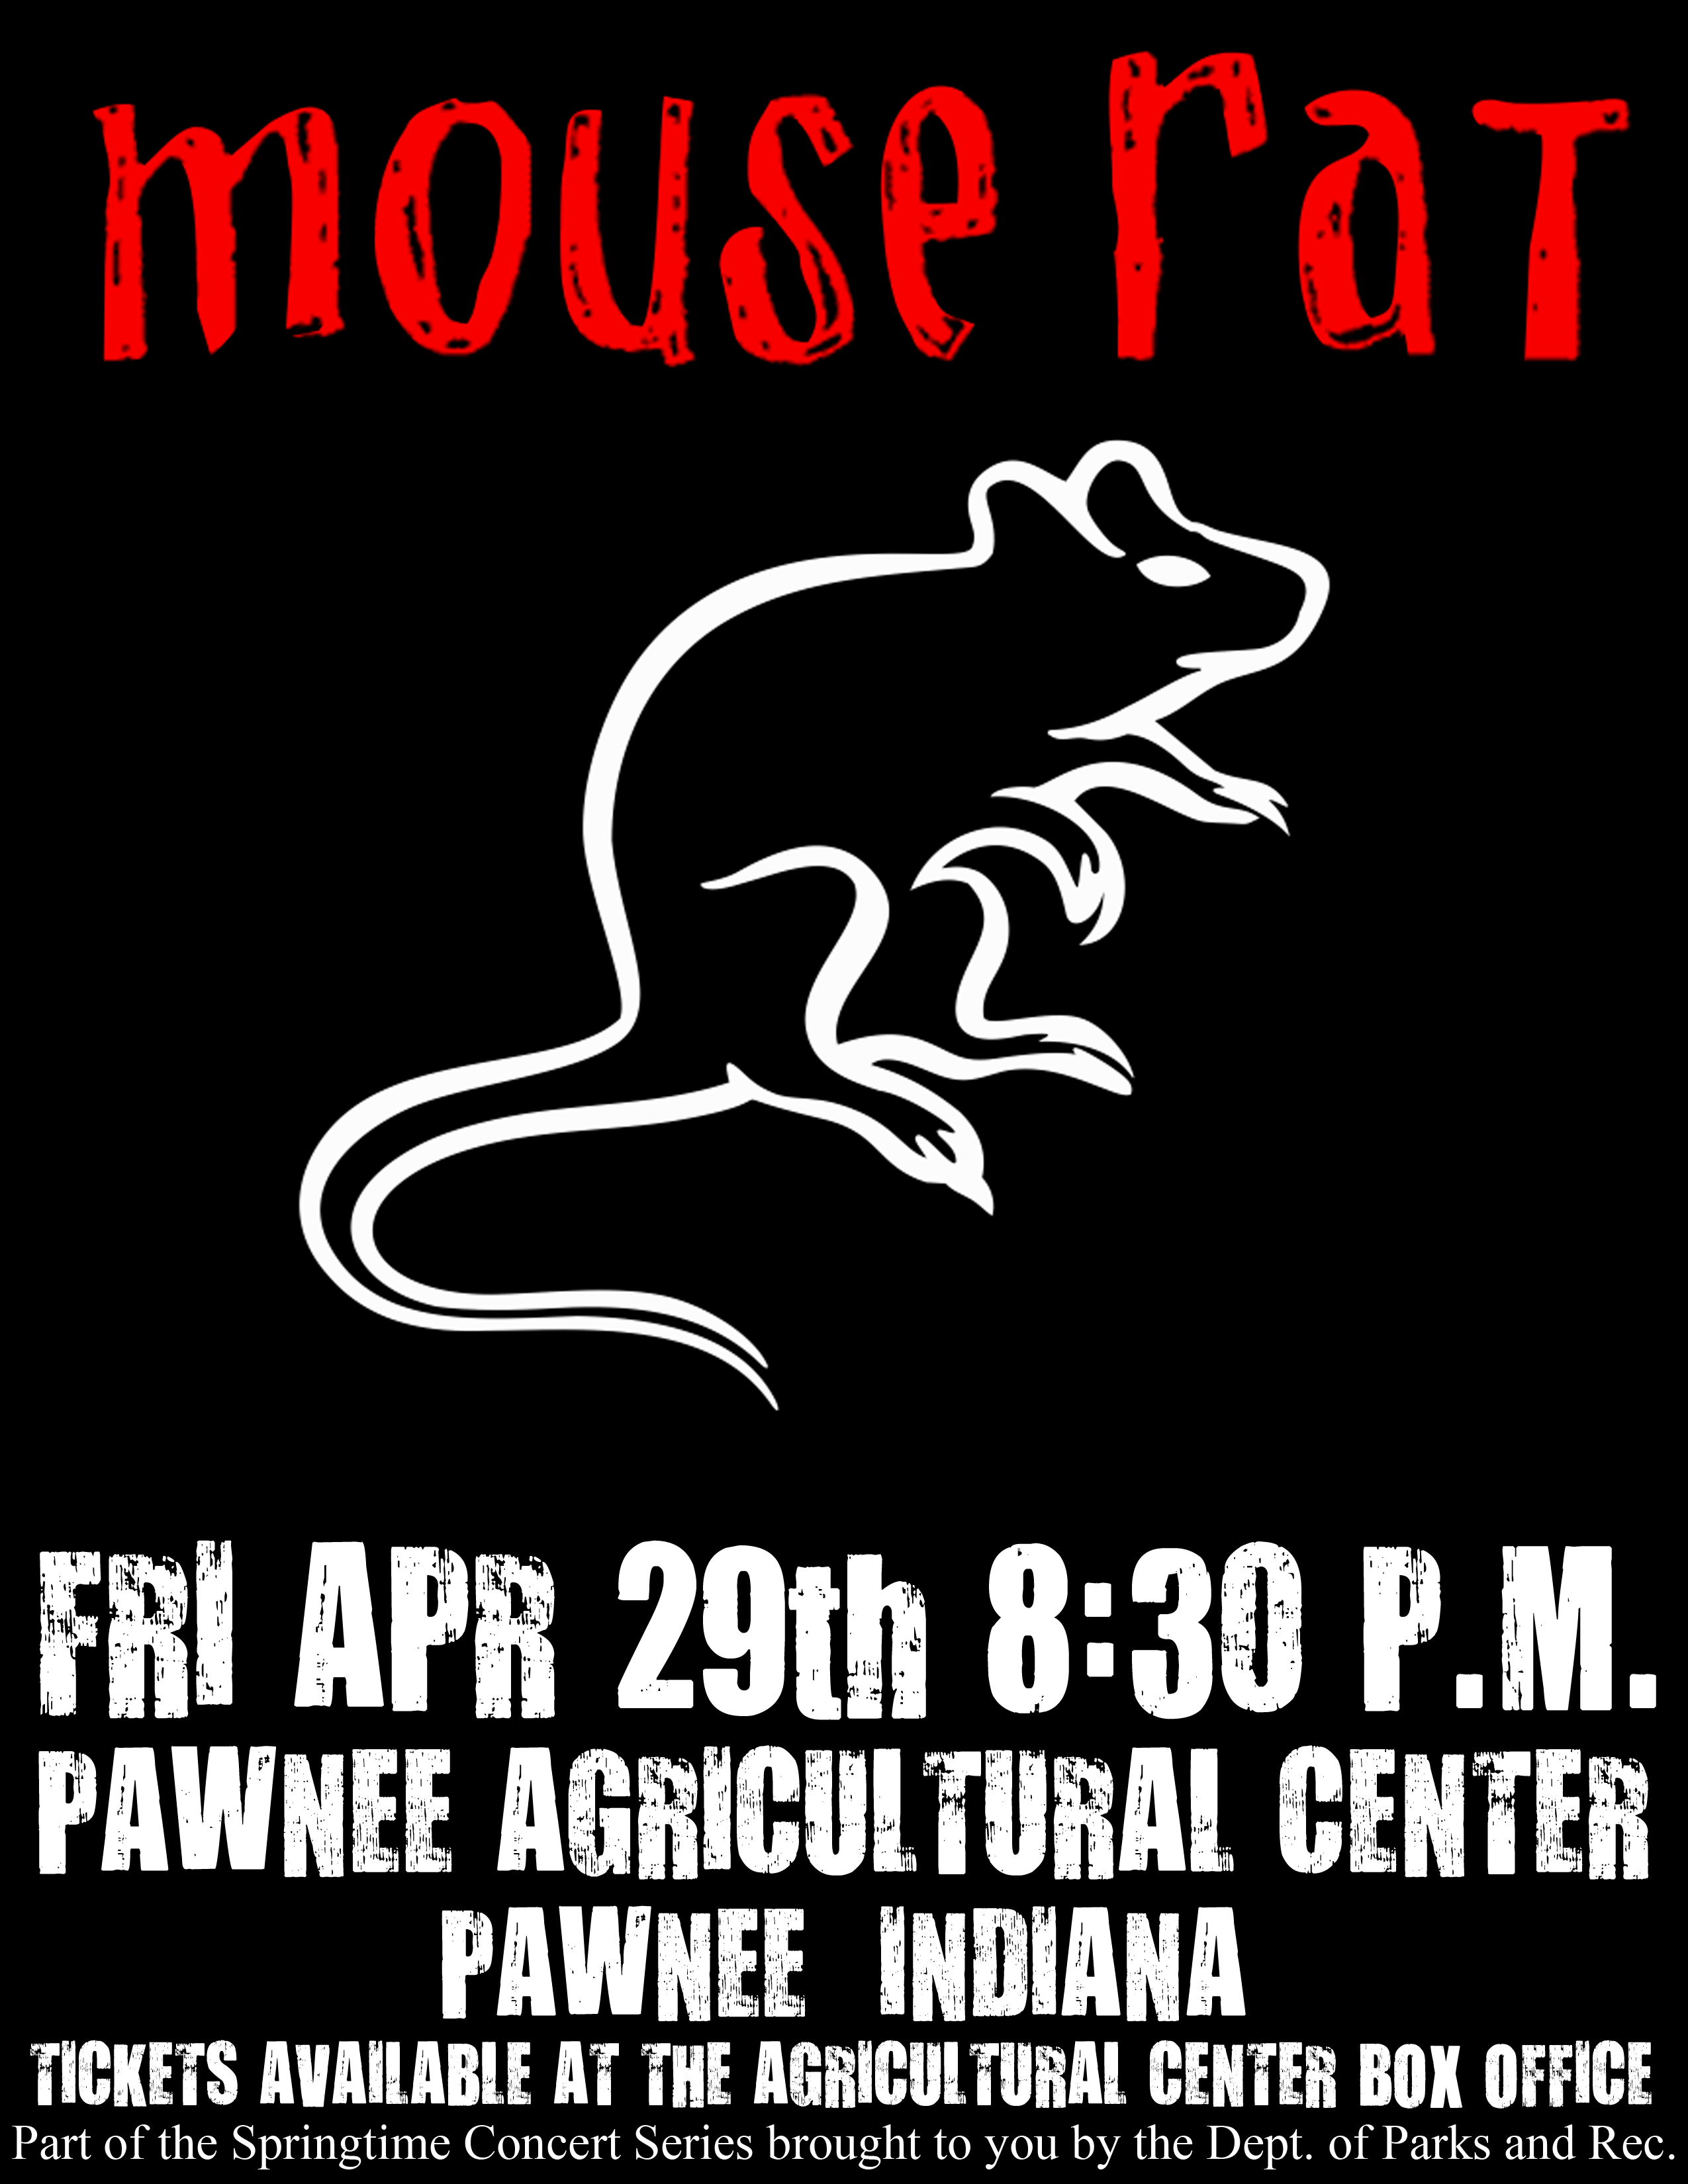 mouse rat
FRI APR 29th 8:30 P.M.
PAWNEE AGRICULTURAL CENTER
PAWNEE INDIANA
TICKETS AVAILABLE AT THE AGRICULTURAL CENTER BOX OFFICE
Part of the Springtime Concert Series brought to you by the Dept. of Parks and Rec.